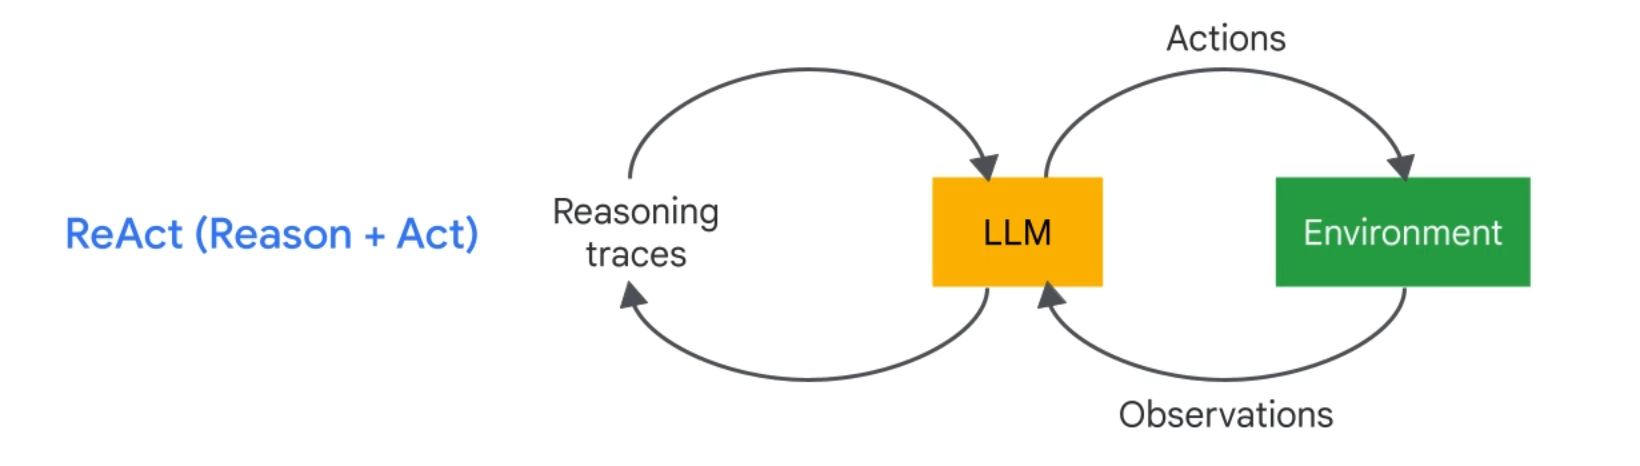 Actions
ReAct (Reason + Act)
Reasoning
traces
LLM
Environment
Observations